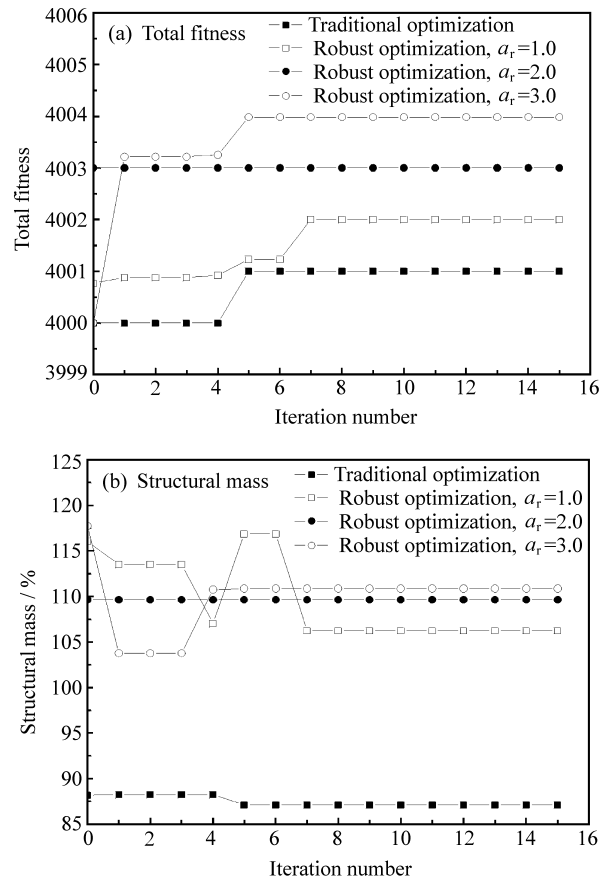 4006
(a) Total fitness
Traditional optimization
Robust optimization, ar=1.0
Robust optimization, ar=2.0
Robust optimization, ar=3.0
4005
4004
4003
4002
4001
4000
3999
Total fitness
0 2 4 6 8 10 12 14 16
Iteration number
125
(b) Structural mass
Traditional optimization
Robust optimization, ar=1.0
Robust optimization, ar=2.0
Robust optimization, ar=3.0
120
115
110
105
100
95
90
85
Structural mass / %
0 2 4 6 8 10 12 14 16
Iteration number